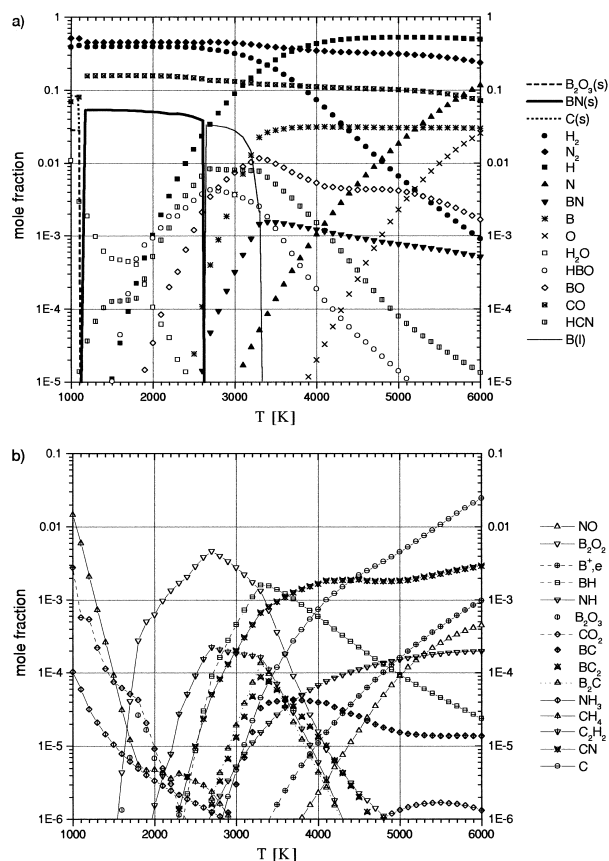 a)
1
0.1
0.01
1E-3
1E-4
1E-5
mole fraction
1
0.1
0.01
1E-3
1E-4
1E-5
1000 2000 3000 4000 5000 6000
T [K]
B₂O₃(s)
BN(s)
C(s)
H₂
N₂
H
N
BN
B
O
H₂O
HBO
BO
CO
HCN
B(l)
b)
0.1
0.01
1E-3
1E-4
1E-5
1E-6
mole fraction
0.1
0.01
1E-3
1E-4
1E-5
1E-6
1000 2000 3000 4000 5000 6000
T [K]
NO
B₂O₂
B⁺,e
BH
NH
B₂O₃
CO₂
BC
BC₂
B₂C
NH₃
CH₄
C₂H₂
CN
C